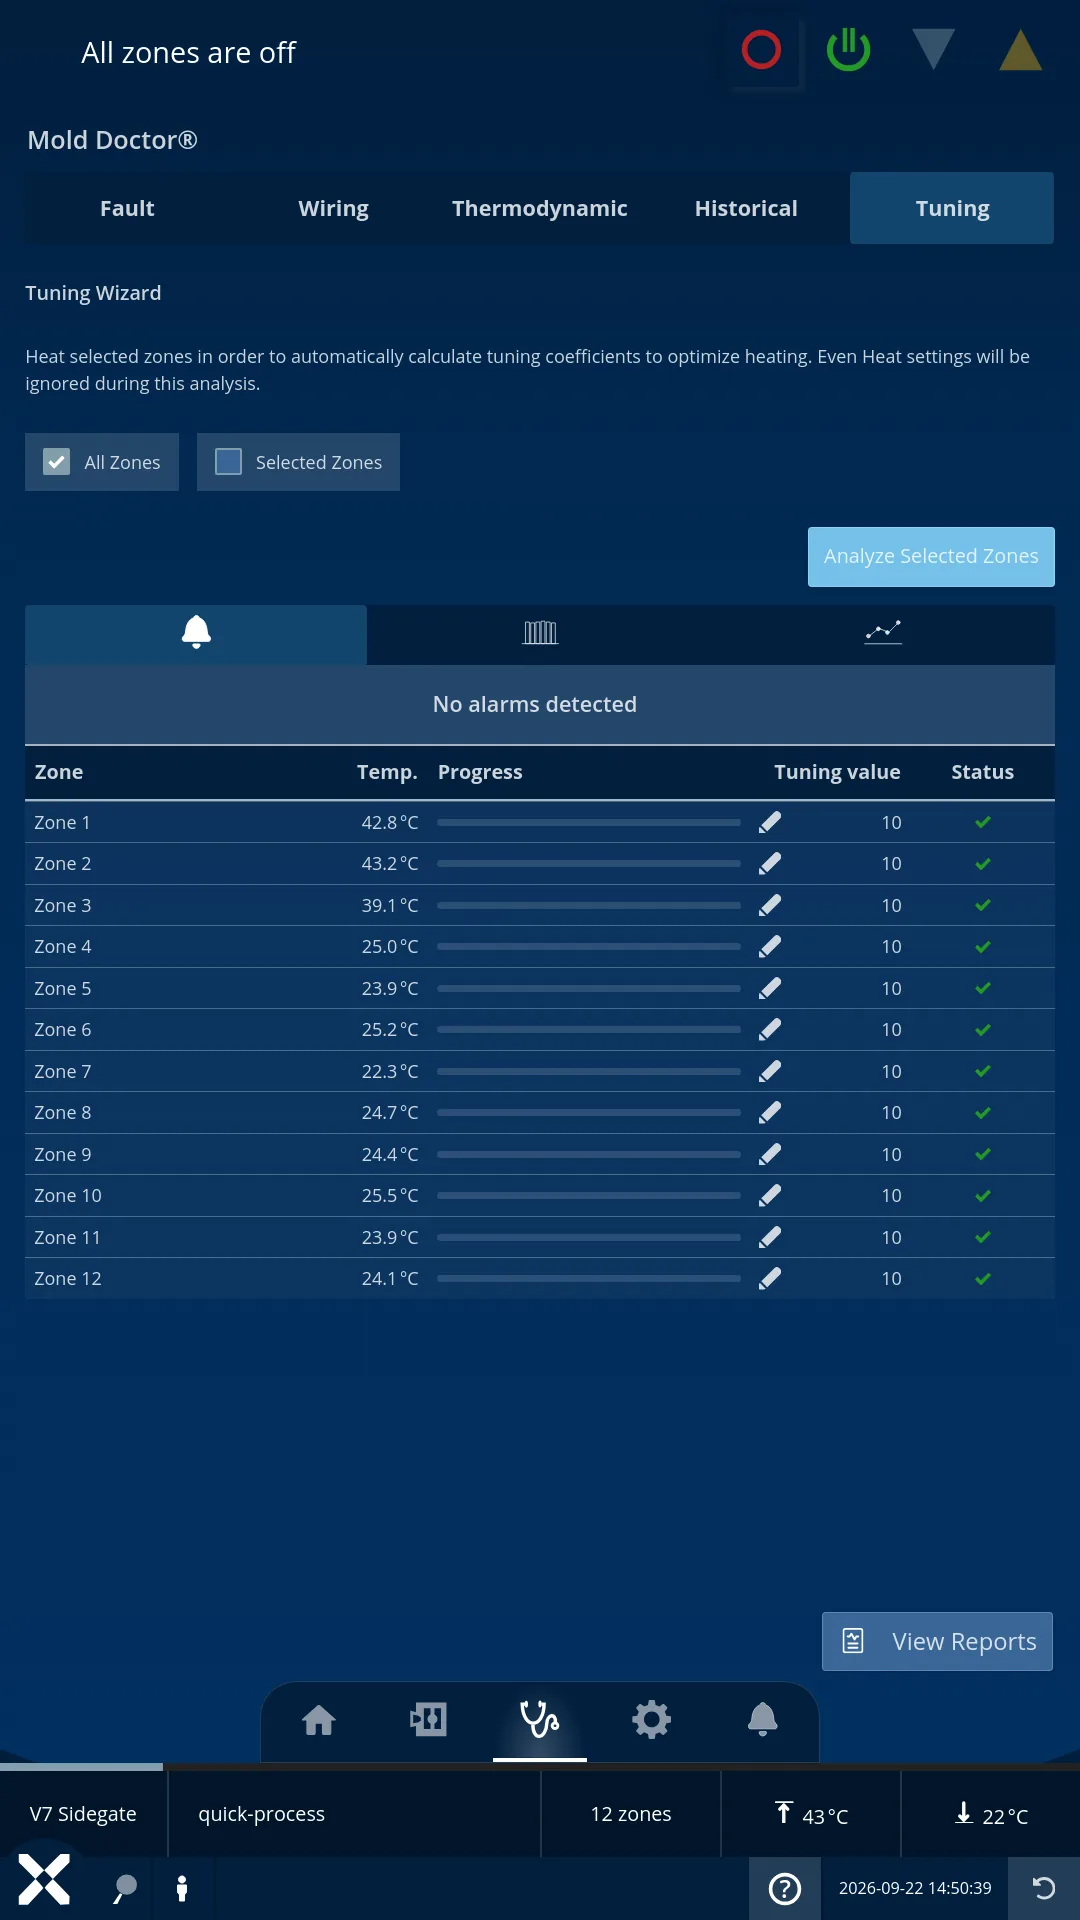 All zones are off
Mold Doctor®
Fault Wiring Thermodynamic Historical Tuning
Tuning Wizard
Heat selected zones in order to automatically calculate tuning coefficients to optimize heating. Even Heat settings will be
ignored during this analysis.
All Zones Selected Zones
Analyze Selected Zones
No alarms detected
Zone Temp. Progress Tuning value Status
Zone 1 42.8°C 10
Zone 2 43.2°C 10
Zone 3 39.1°C 10
Zone 4 25.0°C 10
Zone 5 23.9°C 10
Zone 6 25.2°C 10
Zone 7 22.3°C 10
Zone 8 24.7°C 10
Zone 9 24.4°C 10
Zone 10 25.5°C 10
Zone 11 23.9°C 10
Zone 12 24.1°C 10
View Reports
V7 Sidegate quick-process 12 zones 43°C 22°C
2026-09-22 14:50:39